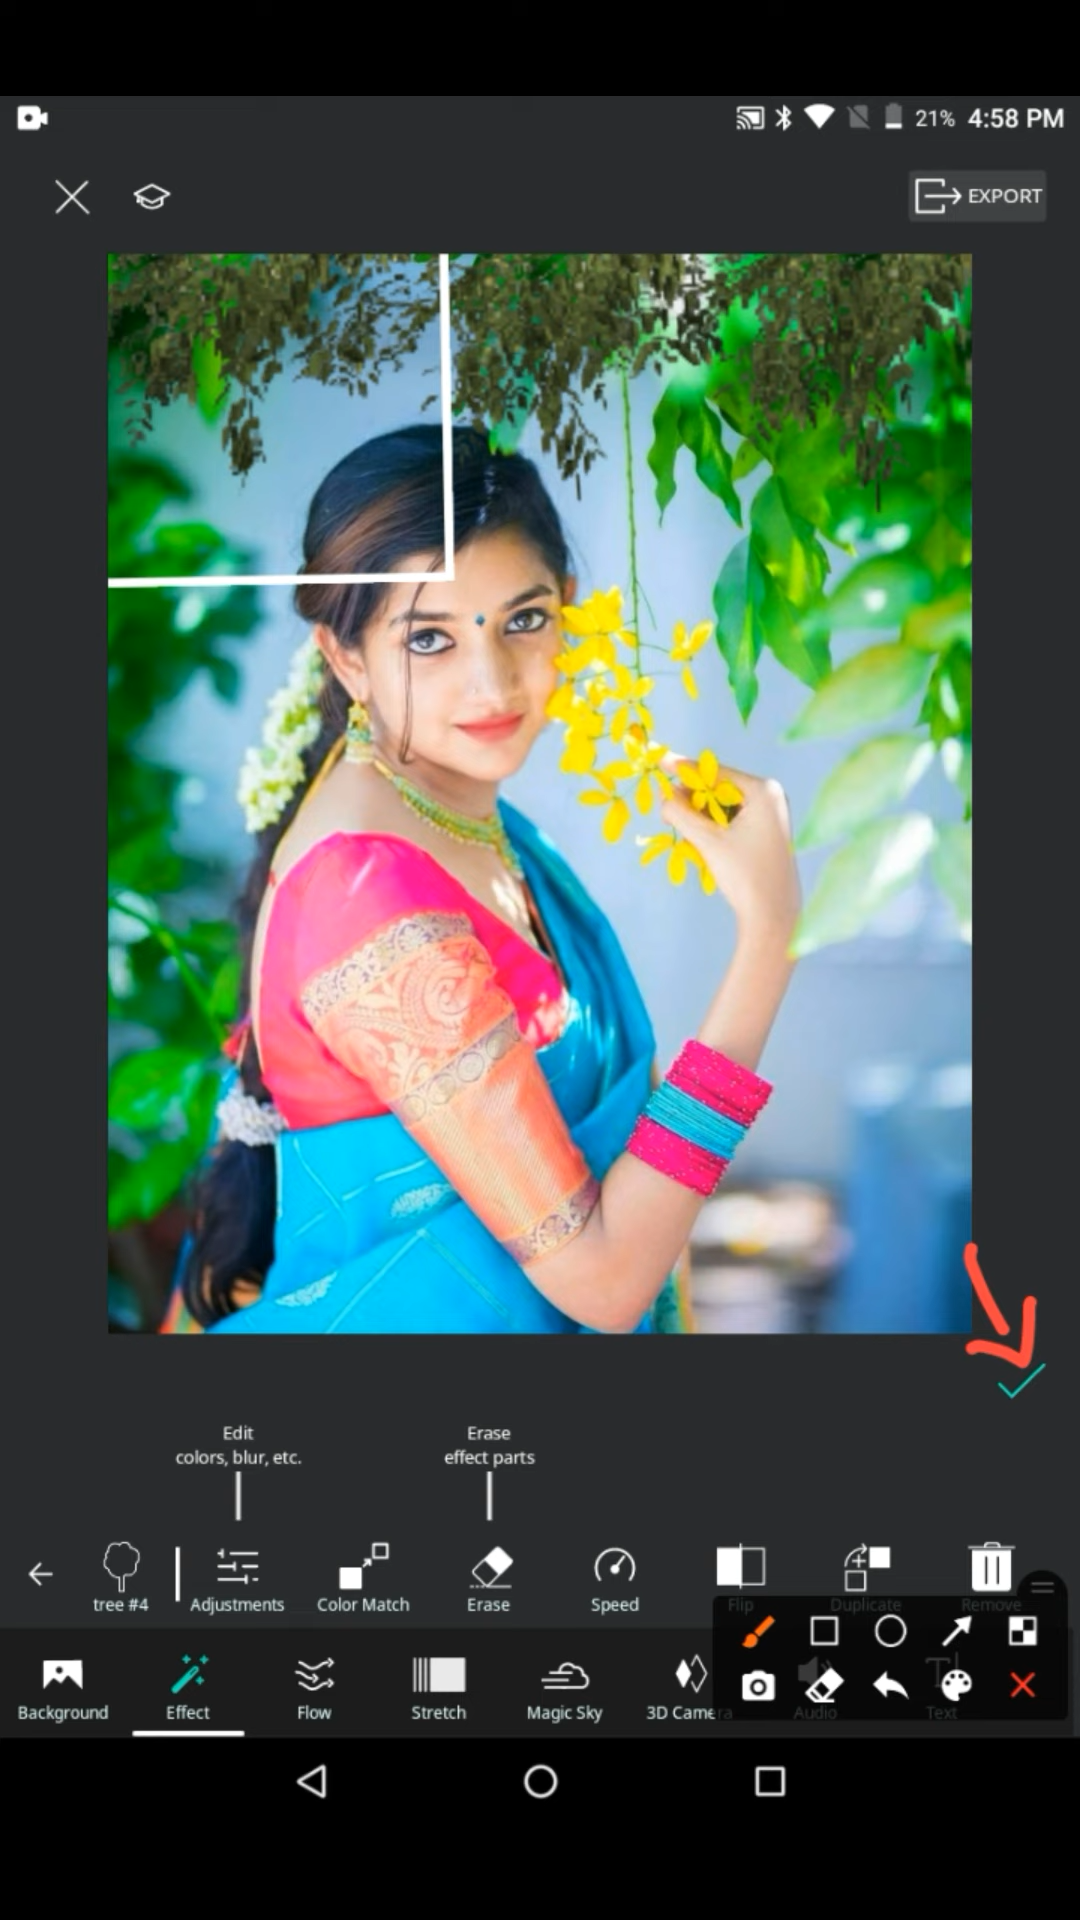 21% 4:58 PM
EXPORT
Edit
colors, blur, etc.
Erase
effect parts
tree #4
Adjustments
Color Match
Erase
Speed
Flip
Duplicate
Remove
Background
Effect
Flow
Stretch
Magic Sky
3D Camera
Audio
Text